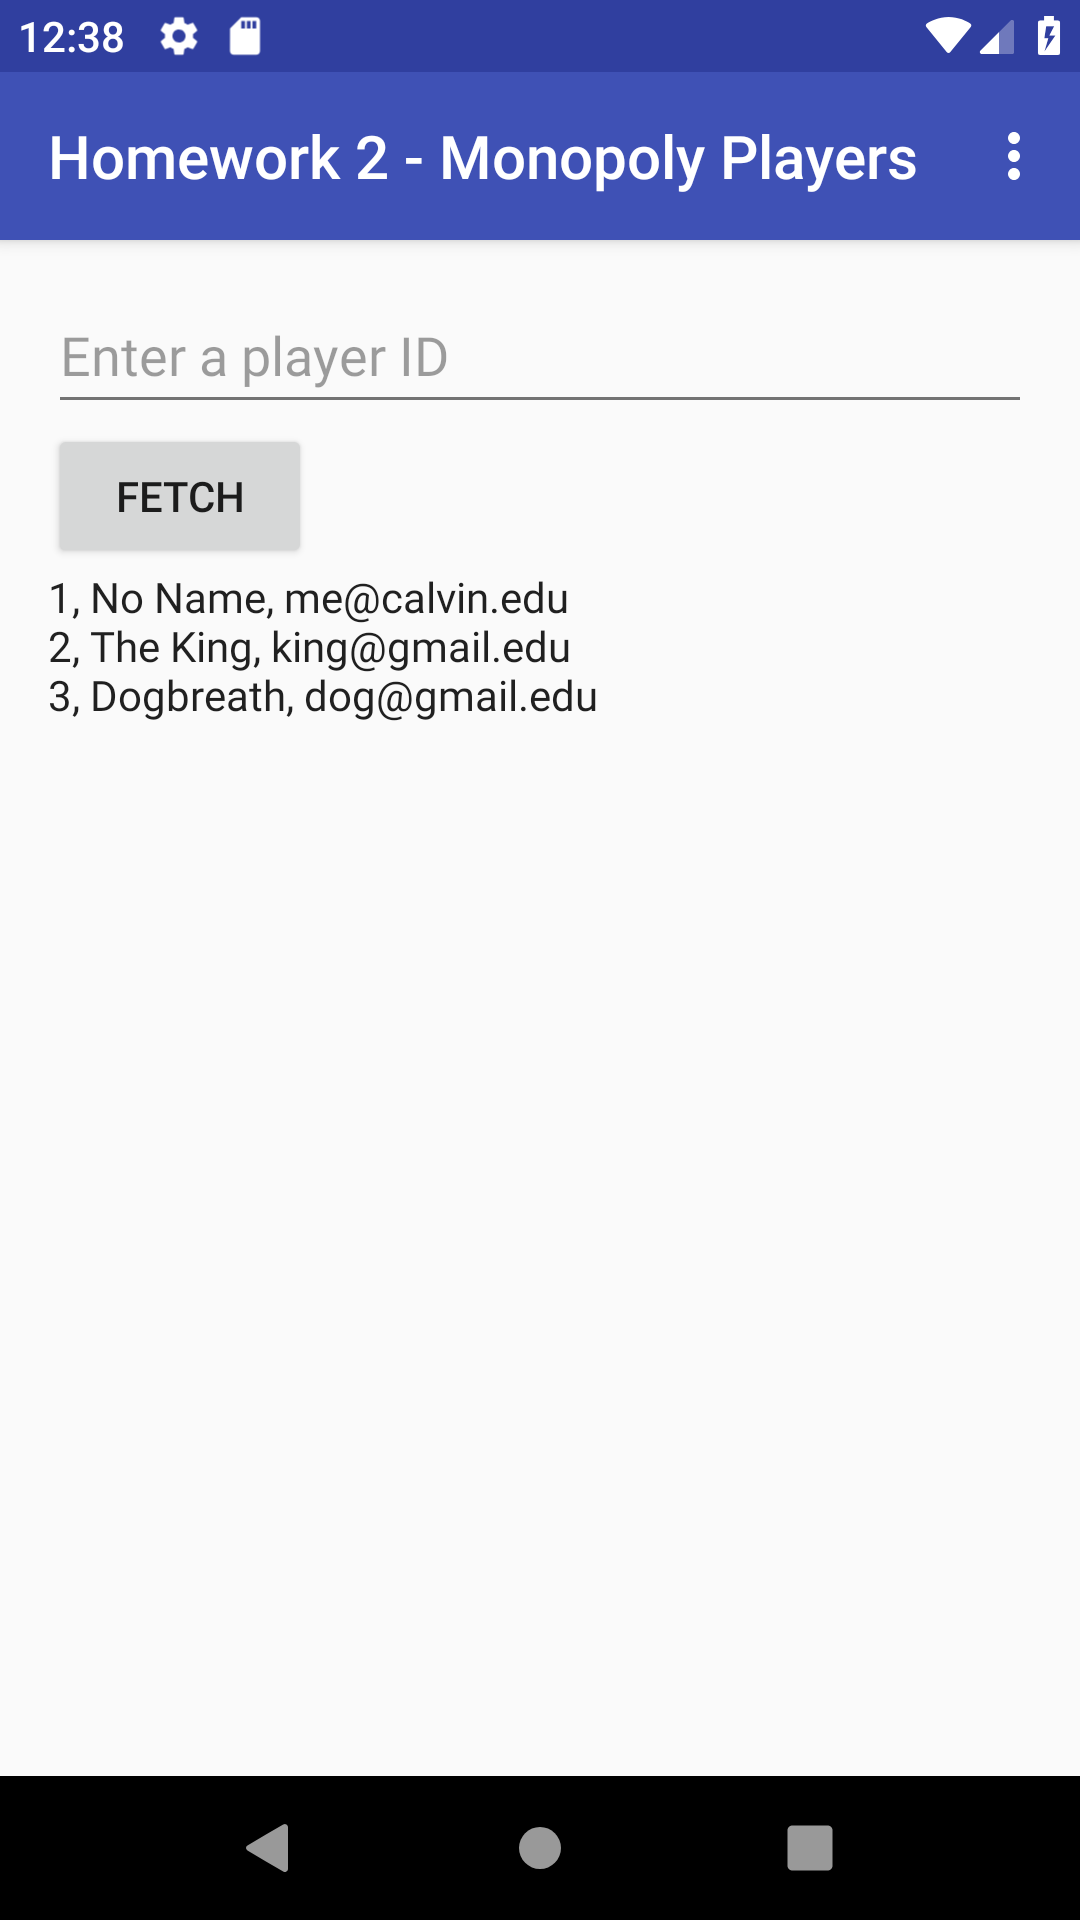 12:38
Homework 2 - Monopoly Players
Enter a player ID
FETCH
1, No Name, me@calvin.edu
2, The King, king@gmail.edu
3, Dogbreath, dog@gmail.edu